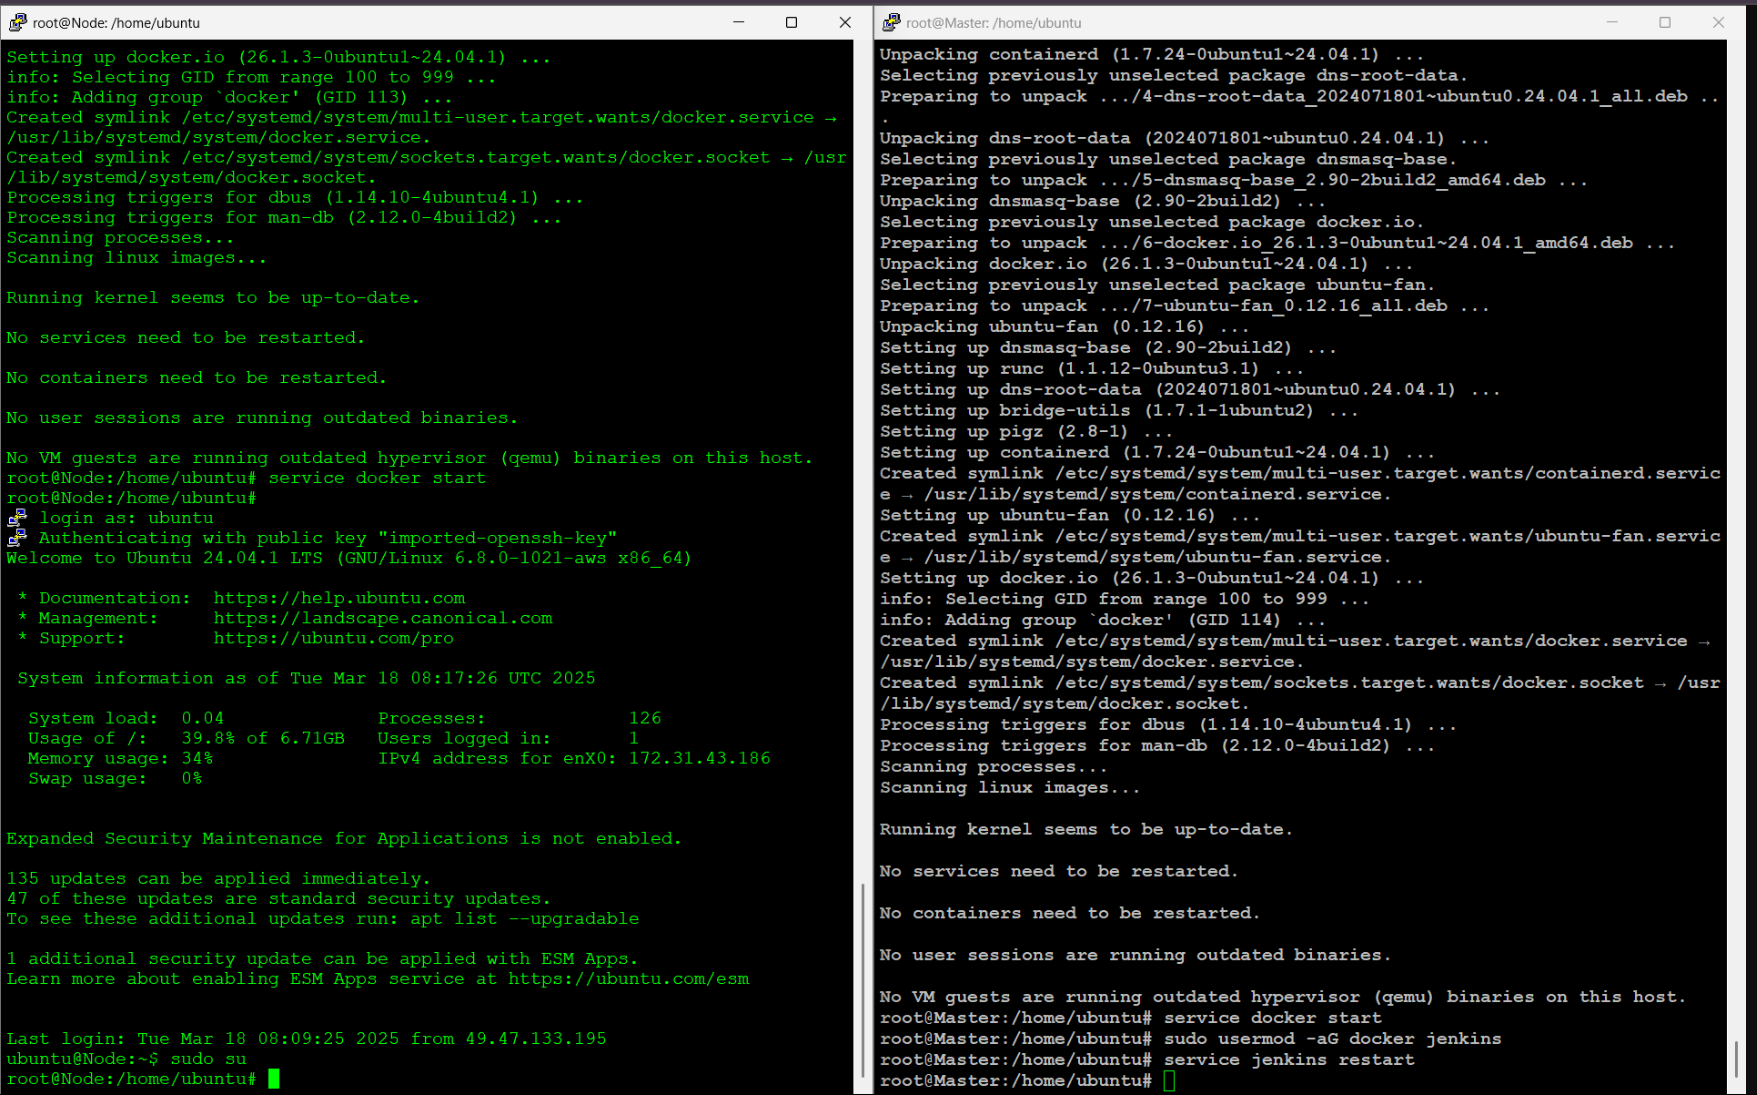 root@Node: /home/ubuntu
Setting up docker.io (26.1.3-0ubuntu1~24.04.1) ...
info: Selecting GID from range 100 to 999 ...
info: Adding group `docker' (GID 113) ...
Created symlink /etc/systemd/system/multi-user.target.wants/docker.service →
/usr/lib/systemd/system/docker.service.
Created symlink /etc/systemd/system/sockets.target.wants/docker.socket → /usr
/lib/systemd/system/docker.socket.
Processing triggers for dbus (1.14.10-4ubuntu4.1) ...
Processing triggers for man-db (2.12.0-4build2) ...
Scanning processes...
Scanning linux images...
Running kernel seems to be up-to-date.
No services need to be restarted.
No containers need to be restarted.
No user sessions are running outdated binaries.
No VM guests are running outdated hypervisor (qemu) binaries on this host.
root@Node:/home/ubuntu# service docker start
root@Node:/home/ubuntu#
login as: ubuntu
Authenticating with public key "imported-openssh-key"
Welcome to Ubuntu 24.04.1 LTS (GNU/Linux 6.8.0-1021-aws x86_64)
* Documentation:  https://help.ubuntu.com
* Management:     https://landscape.canonical.com
* Support:        https://ubuntu.com/pro
System information as of Tue Mar 18 08:17:26 UTC 2025
System load:  0.04              Processes:             126
Usage of /:   39.8% of 6.71GB   Users logged in:       1
Memory usage: 34%               IPv4 address for enX0: 172.31.43.186
Swap usage:   0%
Expanded Security Maintenance for Applications is not enabled.
135 updates can be applied immediately.
47 of these updates are standard security updates.
To see these additional updates run: apt list --upgradable
1 additional security update can be applied with ESM Apps.
Learn more about enabling ESM Apps service at https://ubuntu.com/esm
Last login: Tue Mar 18 08:09:25 2025 from 49.47.133.195
ubuntu@Node:~$ sudo su
root@Node:/home/ubuntu#
root@Master: /home/ubuntu
Unpacking containerd (1.7.24-0ubuntu1~24.04.1) ...
Selecting previously unselected package dns-root-data.
Preparing to unpack .../4-dns-root-data_2024071801~ubuntu0.24.04.1_all.deb ..
.
Unpacking dns-root-data (2024071801~ubuntu0.24.04.1) ...
Selecting previously unselected package dnsmasq-base.
Preparing to unpack .../5-dnsmasq-base_2.90-2build2_amd64.deb ...
Unpacking dnsmasq-base (2.90-2build2) ...
Selecting previously unselected package docker.io.
Preparing to unpack .../6-docker.io_26.1.3-0ubuntu1~24.04.1_amd64.deb ...
Unpacking docker.io (26.1.3-0ubuntu1~24.04.1) ...
Selecting previously unselected package ubuntu-fan.
Preparing to unpack .../7-ubuntu-fan_0.12.16_all.deb ...
Unpacking ubuntu-fan (0.12.16) ...
Setting up dnsmasq-base (2.90-2build2) ...
Setting up runc (1.1.12-0ubuntu3.1) ...
Setting up dns-root-data (2024071801~ubuntu0.24.04.1) ...
Setting up bridge-utils (1.7.1-1ubuntu2) ...
Setting up pigz (2.8-1) ...
Setting up containerd (1.7.24-0ubuntu1~24.04.1) ...
Created symlink /etc/systemd/system/multi-user.target.wants/containerd.servic
e → /usr/lib/systemd/system/containerd.service.
Setting up ubuntu-fan (0.12.16) ...
Created symlink /etc/systemd/system/multi-user.target.wants/ubuntu-fan.servic
e → /usr/lib/systemd/system/ubuntu-fan.service.
Setting up docker.io (26.1.3-0ubuntu1~24.04.1) ...
info: Selecting GID from range 100 to 999 ...
info: Adding group `docker' (GID 114) ...
Created symlink /etc/systemd/system/multi-user.target.wants/docker.service →
/usr/lib/systemd/system/docker.service.
Created symlink /etc/systemd/system/sockets.target.wants/docker.socket → /usr
/lib/systemd/system/docker.socket.
Processing triggers for dbus (1.14.10-4ubuntu4.1) ...
Processing triggers for man-db (2.12.0-4build2) ...
Scanning processes...
Scanning linux images...
Running kernel seems to be up-to-date.
No services need to be restarted.
No containers need to be restarted.
No user sessions are running outdated binaries.
No VM guests are running outdated hypervisor (qemu) binaries on this host.
root@Master:/home/ubuntu# service docker start
root@Master:/home/ubuntu# sudo usermod -aG docker jenkins
root@Master:/home/ubuntu# service jenkins restart
root@Master:/home/ubuntu#